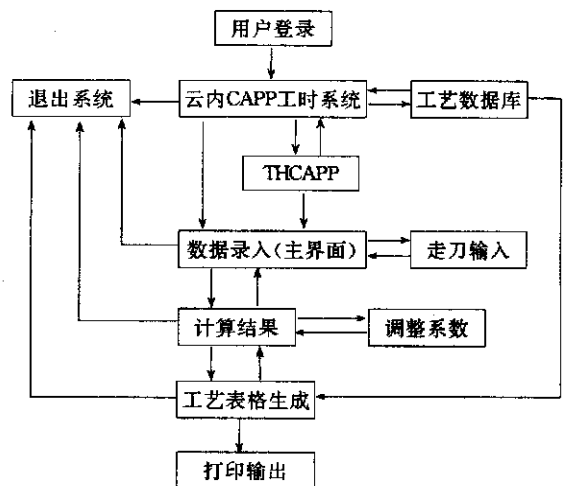 用户登录
退出系统
云内CAPP工时系统
工艺数据库
THCAPP
数据录入(主界面)
走刀输入
计算结果
调整系数
工艺表格生成
打印输出